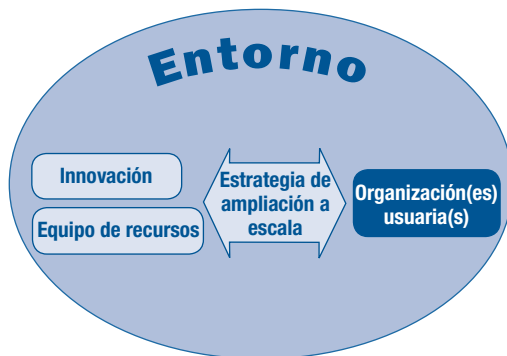 Entorno
Innovación
Equipo de recursos
Estrategia de
ampliación a
escala
Organización(es)
usuaria(s)